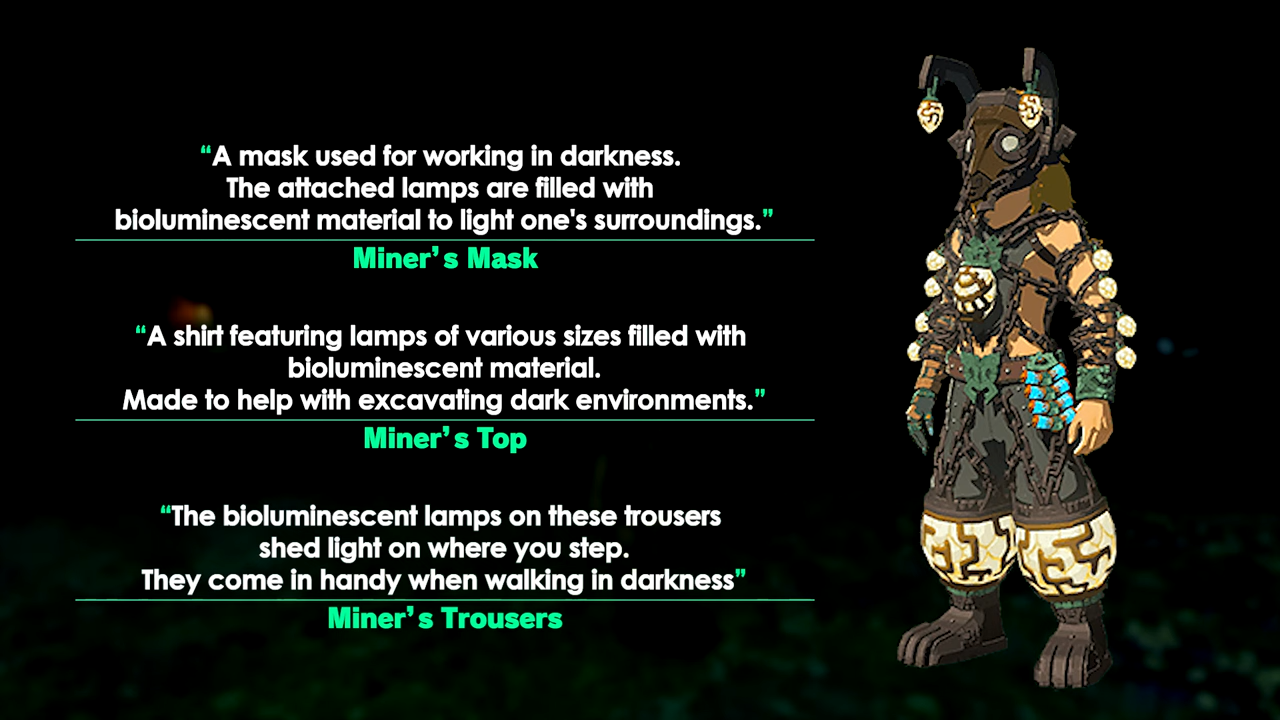 “A mask used for working in darkness.
The attached lamps are filled with
bioluminescent material to light one's surroundings.”
Miner’s Mask
“A shirt featuring lamps of various sizes filled with
bioluminescent material.
Made to help with excavating dark environments.”
Miner’s Top
“The bioluminescent lamps on these trousers
shed light on where you step.
They come in handy when walking in darkness”
Miner’s Trousers